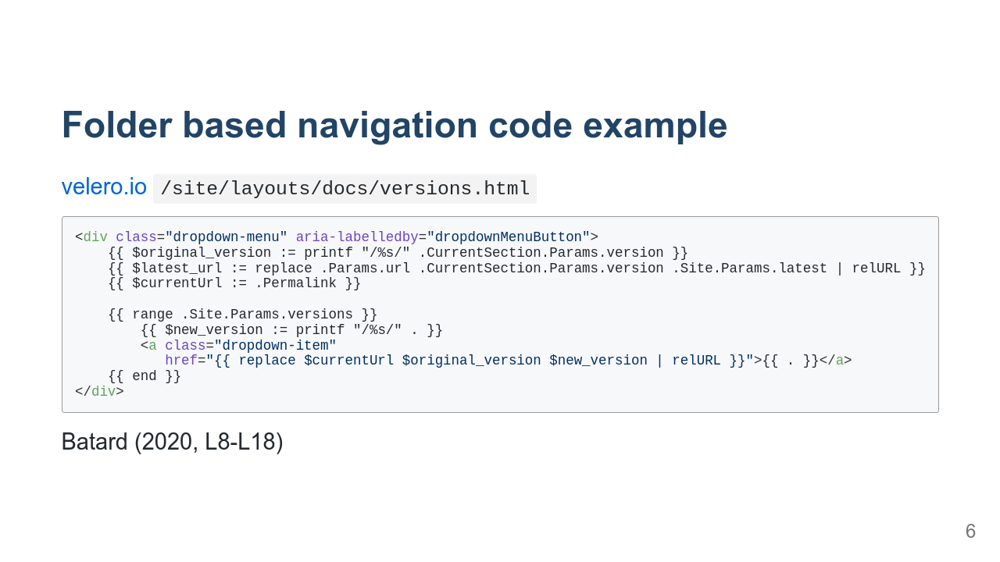 Folder based navigation code example
velero.io /site/layouts/docs/versions.html
<div class="dropdown-menu" aria-labelledby="dropdownMenuButton">
    {{ $original_version := printf "/%s/" .CurrentSection.Params.version }}
    {{ $latest_url := replace .Params.url .CurrentSection.Params.version .Site.Params.latest | relURL }}
    {{ $currentUrl := .Permalink }}

    {{ range .Site.Params.versions }}
        {{ $new_version := printf "/%s/" . }}
        <a class="dropdown-item"
           href="{{ replace $currentUrl $original_version $new_version | relURL }}">{{ . }}</a>
    {{ end }}
</div>
Batard (2020, L8-L18)
6